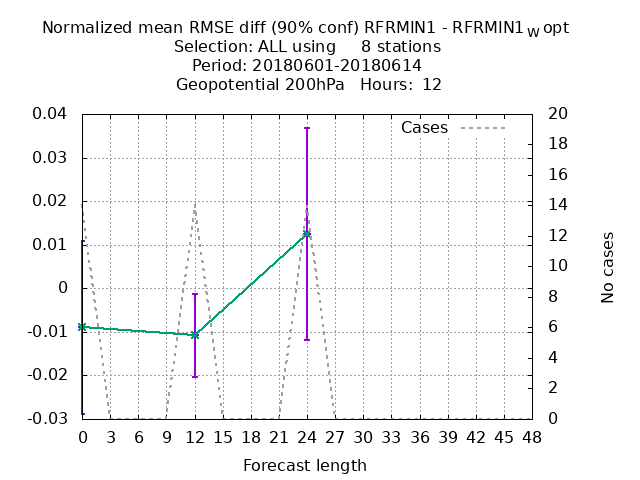 Normalized mean RMSE diff (90% conf) RFRMIN1 - RFRMIN1W opt
Selection: ALL using 8 stations
Period: 20180601-20180614
Geopotential 200hPa Hours: 12
Cases
0.04
0.03
0.02
0.01
0
-0.01
-0.02
-0.03
20
18
16
14
12
10
8
6
4
2
0
No cases
0 3 6 9 12 15 18 21 24 27 30 33 36 39 42 45 48
Forecast length